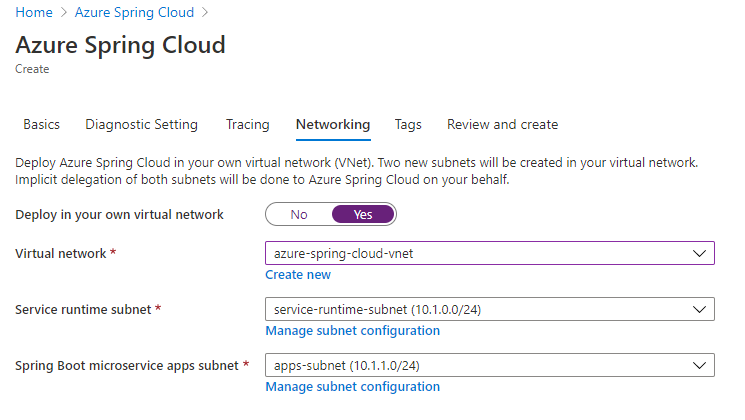 Home > Azure Spring Cloud >
Azure Spring Cloud
Create
Basics Diagnostic Setting Tracing Networking Tags Review and create
Deploy Azure Spring Cloud in your own virtual network (VNet). Two new subnets will be created in your virtual network.
Implicit delegation of both subnets will be done to Azure Spring Cloud on your behalf.
Deploy in your own virtual network No Yes
Virtual network * azure-spring-cloud-vnet
Create new
Service runtime subnet * service-runtime-subnet (10.1.0.0/24)
Manage subnet configuration
Spring Boot microservice apps subnet * apps-subnet (10.1.1.0/24)
Manage subnet configuration